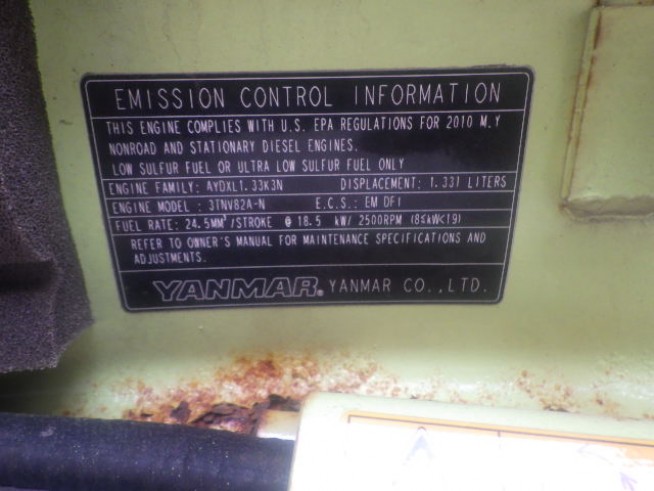 EMISSION CONTROL INFORMATION
THIS ENGINE COMPLIES WITH U.S. EPA REGULATIONS FOR 2010 M.Y
NONROAD AND STATIONARY DIESEL ENGINES.
LOW SULFUR FUEL OR ULTRA LOW SULFUR FUEL ONLY
ENGINE FAMILY: AYDXL1.33K3N DISPLACEMENT: 1.331 LITERS
ENGINE MODEL : 3TNV82A-N E.C.S.: EM DFI
FUEL RATE: 24.5MM³/STROKE @ 18.5 kW/ 2500RPM (8≤kW<19)
REFER TO OWNER'S MANUAL FOR MAINTENANCE SPECIFICATIONS AND
ADJUSTMENTS.
YANMAR. YANMAR CO.,LTD.